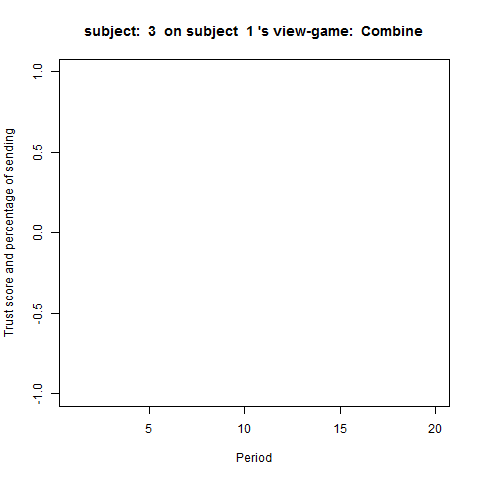 subject:  3  on subject  1 's view-game:  Combine
Trust score and percentage of sending
1.0
0.5
0.0
-0.5
-1.0
5 10 15 20
Period